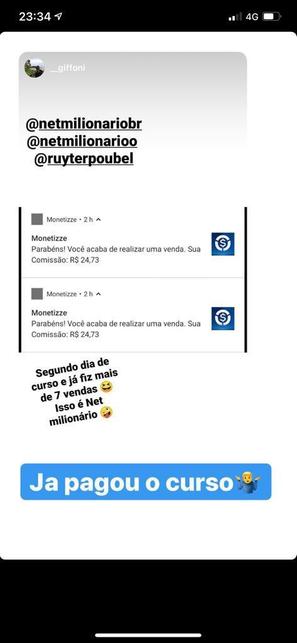 23:34
4G
__giffoni
@netmilionariobr
@netmilionarioo
@ruyterpoubel
Monetizze • 2 h
Monetizze
Parabéns! Você acaba de realizar uma venda. Sua
Comissão: R$ 24,73
Monetizze • 2 h
Monetizze
Parabéns! Você acaba de realizar uma venda. Sua
Comissão: R$ 24,73
Segundo dia de
curso e já fiz mais
de 7 vendas 😆
Isso é Net
milionário 🤪
Ja pagou o curso🤷‍♂️